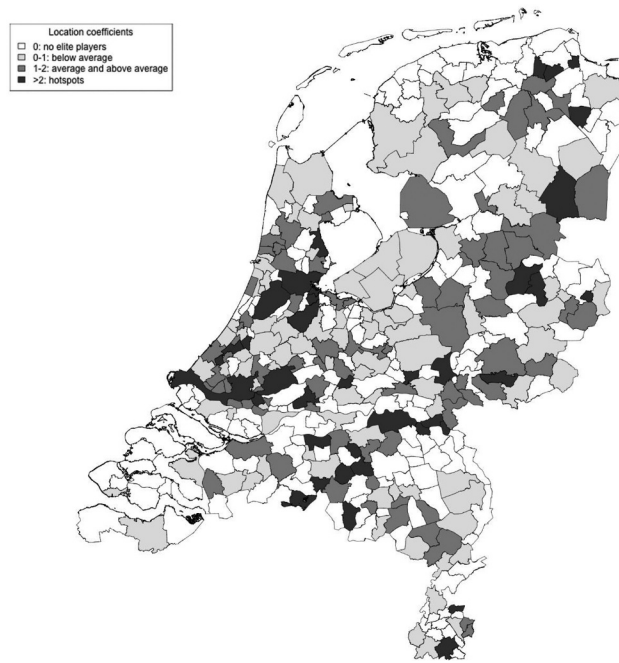 Location coefficients
0: no elite players
0-1: below average
1-2: average and above average
>2: hotspots